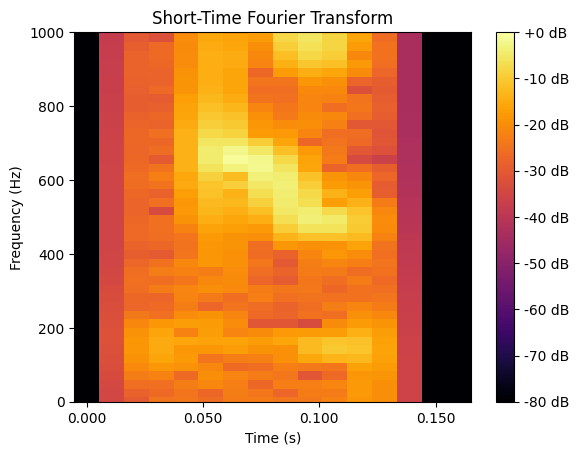 Short-Time Fourier Transform
1000
800
600
400
200
0
Frequency (Hz)
0.000
0.050
0.100
0.150
Time (s)
+0 dB
-10 dB
-20 dB
-30 dB
-40 dB
-50 dB
-60 dB
-70 dB
-80 dB